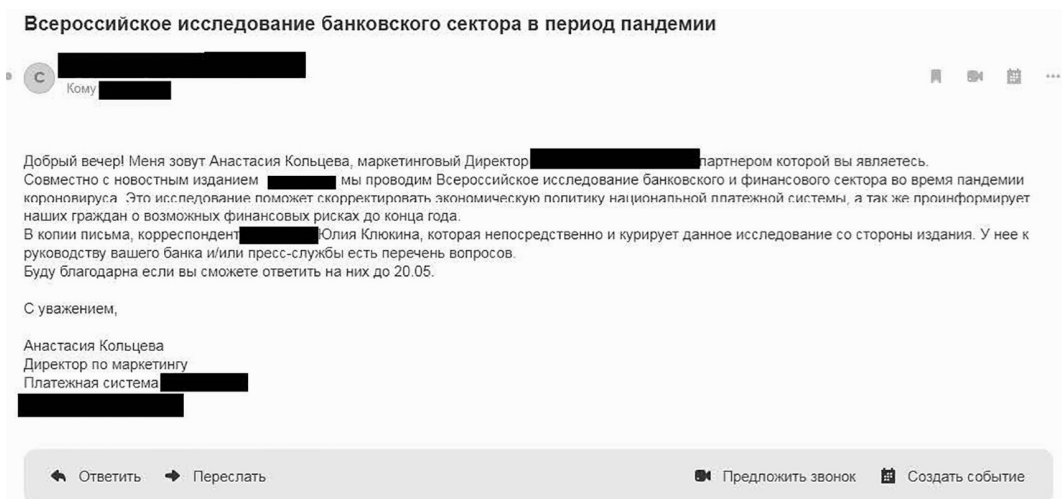 Всероссийское исследование банковского сектора в период пандемии
С
Кому
Добрый вечер! Меня зовут Анастасия Кольцева, маркетинговый Директор партнером которой вы являетесь.
Совместно с новостным изданием мы проводим Всероссийское исследование банковского и финансового сектора во время пандемии
короновируса. Это исследование поможет скорректировать экономическую политику национальной платежной системы, а так же проинформирует
наших граждан о возможных финансовых рисках до конца года.
В копии письма, корреспондент Юлия Клюкина, которая непосредственно и курирует данное исследование со стороны издания. У нее к
руководству вашего банка и/или пресс-службы есть перечень вопросов.
Буду благодарна если вы сможете ответить на них до 20.05.
С уважением,
Анастасия Кольцева
Директор по маркетингу
Платежная система
Ответить Переслать Предложить звонок Создать событие